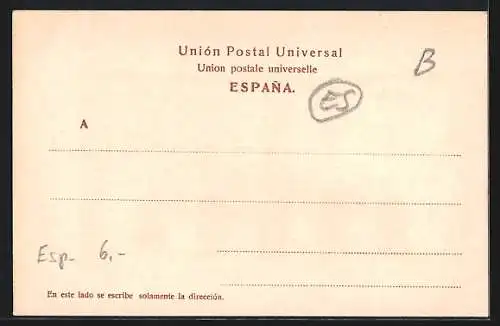 Unión Postal Universal
Union postale universelle
ESPAÑA.
B
ES
A
Esp. 6,-
En este lado se escribe solamente la dirección.